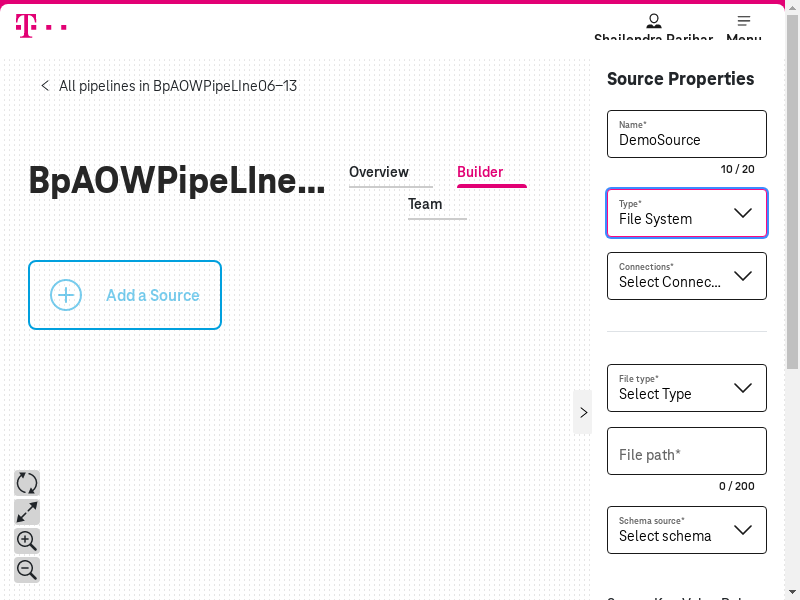 Shailendra Parihar
Menu
All pipelines in BpAOWPipeLIne06-13
BpAOWPipeLIne...
Overview
Builder
Team
Add a Source
Source Properties
Name*
DemoSource
10 / 20
Type*
File System
Connections*
Select Connec...
File type*
Select Type
File path*
0 / 200
Schema source*
Select schema